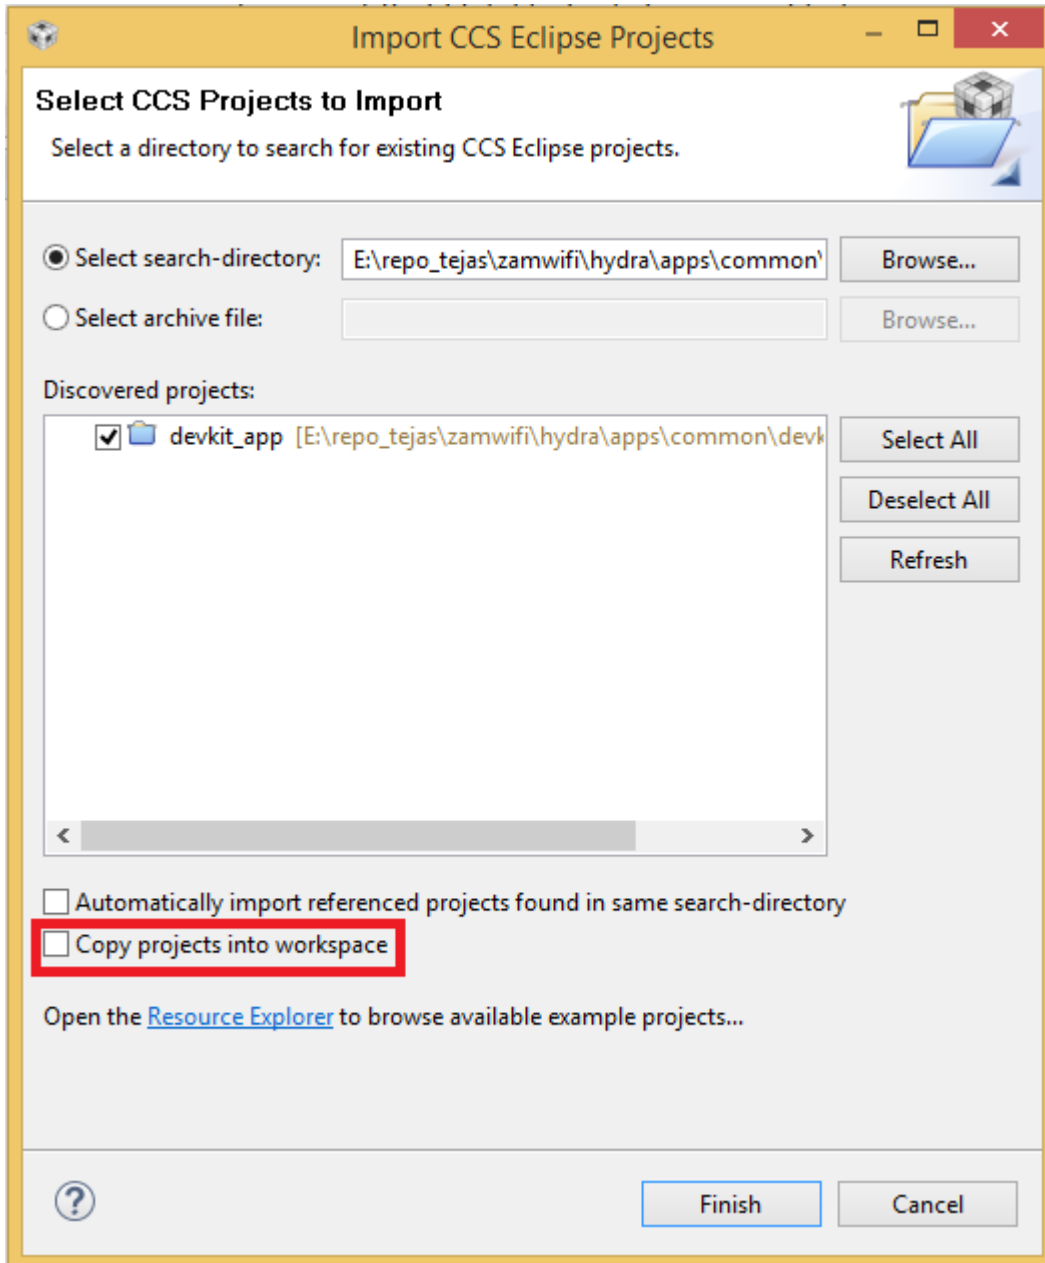 Import CCS Eclipse Projects
Select CCS Projects to Import
Select a directory to search for existing CCS Eclipse projects.
Select search-directory: E:\repo_tejas\zamwifi\hydra\apps\common\ Browse...
Select archive file: Browse...
Discovered projects:
devkit_app [E:\repo_tejas\zamwifi\hydra\apps\common\devk Select All
Deselect All
Refresh
Automatically import referenced projects found in same search-directory
Copy projects into workspace
Open the Resource Explorer to browse available example projects...
Finish Cancel